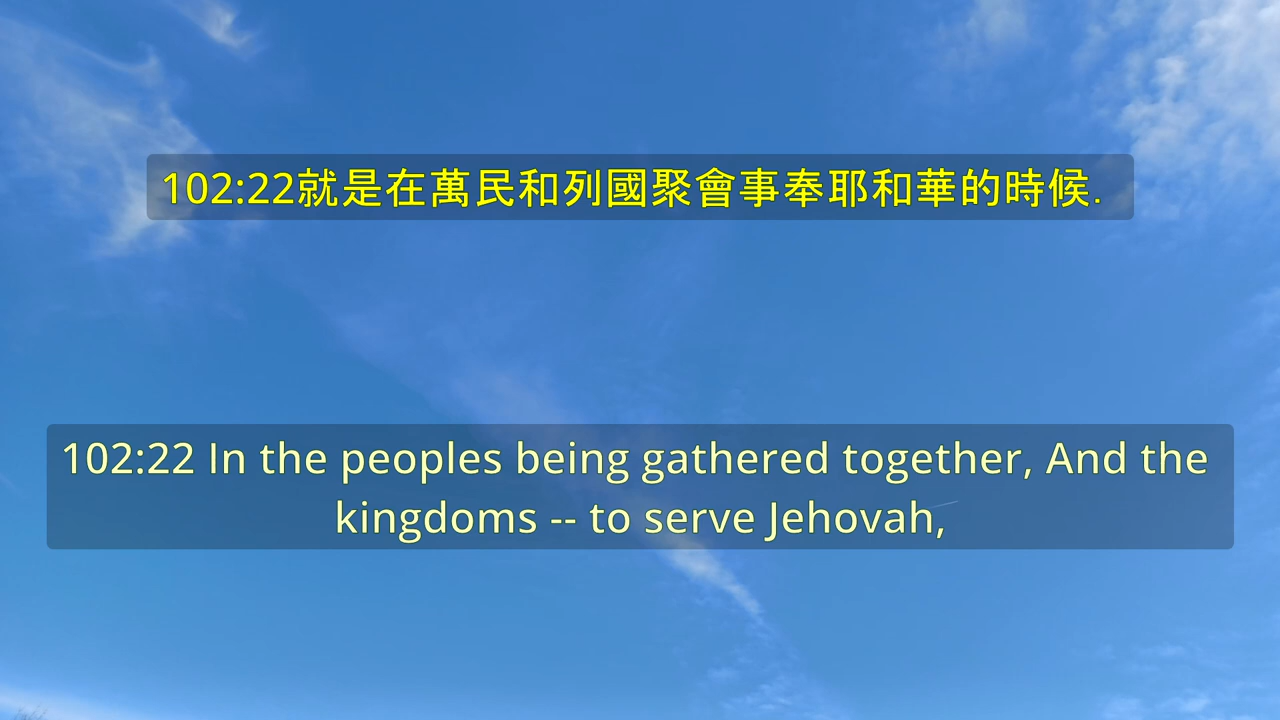 102:22就是在萬民和列國聚會事奉耶和華的時候.
102:22 In the peoples being gathered together, And the
kingdoms -- to serve Jehovah,